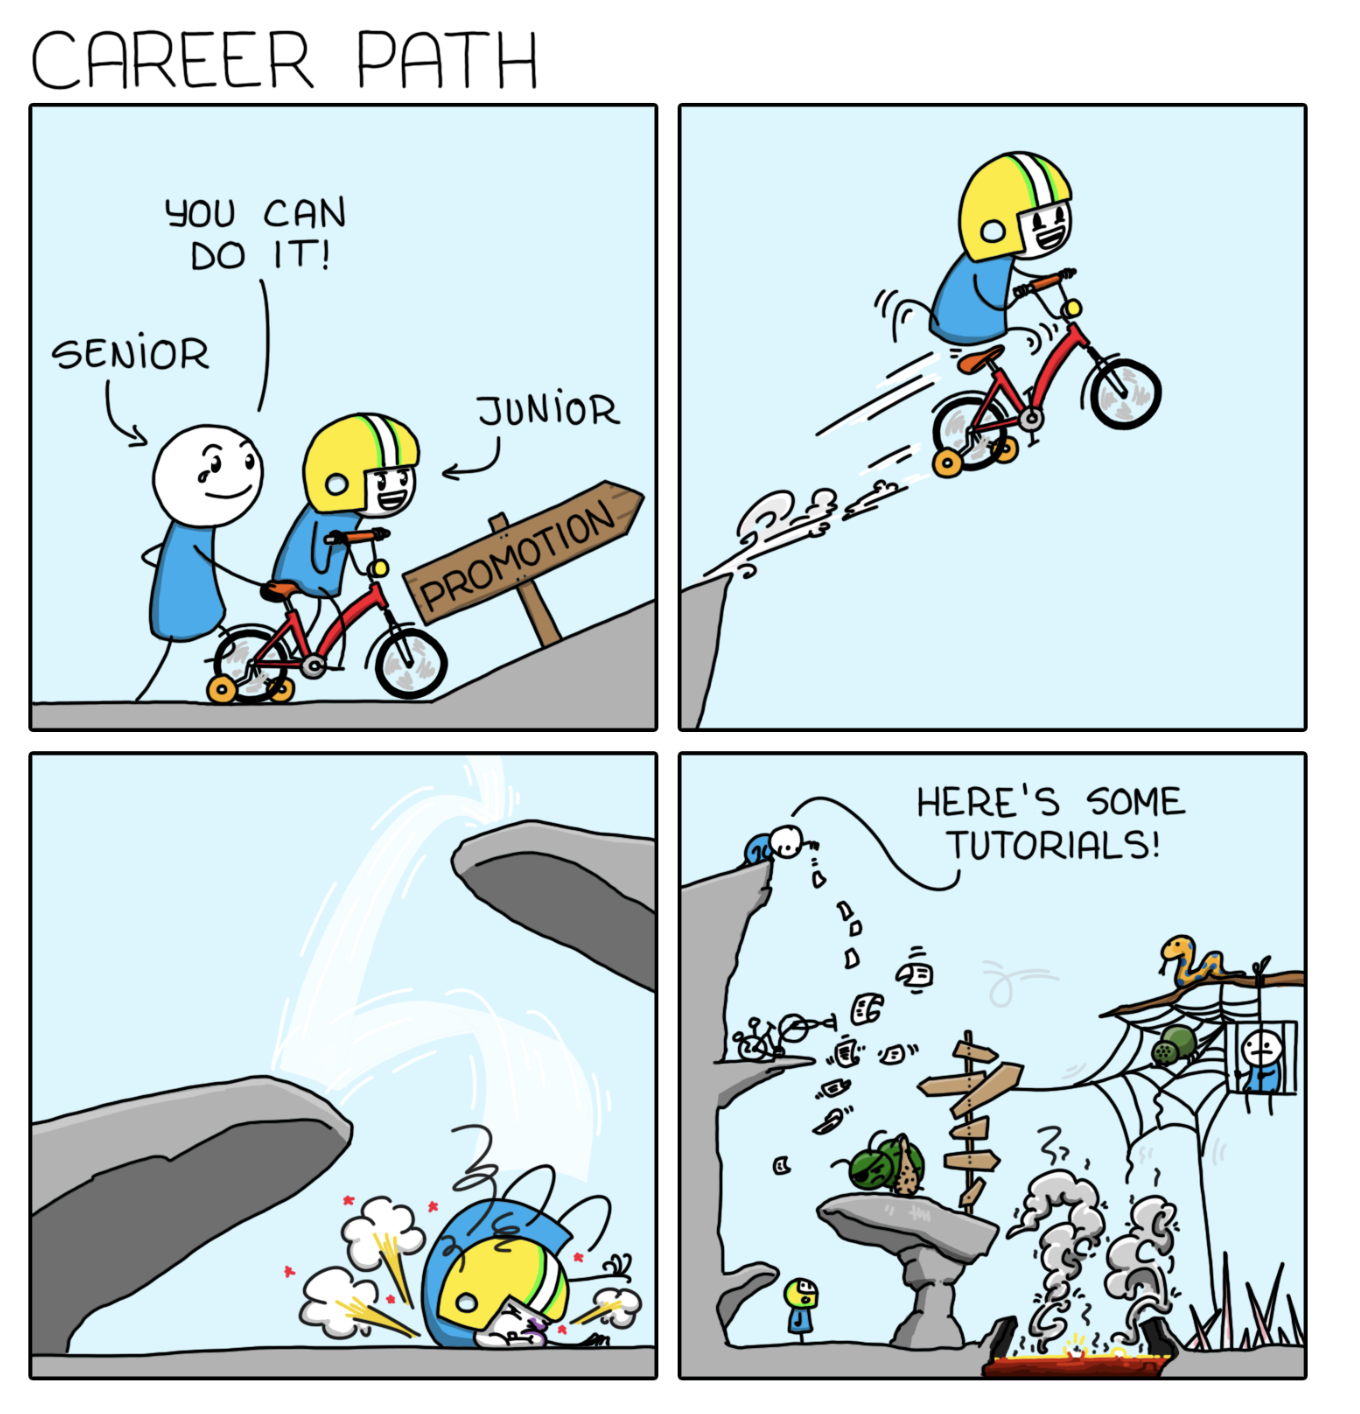 CAREER PATH
YOU CAN
DO IT!
SENIOR
JUNIOR
PROMOTION
HERE'S SOME
TUTORIALS!